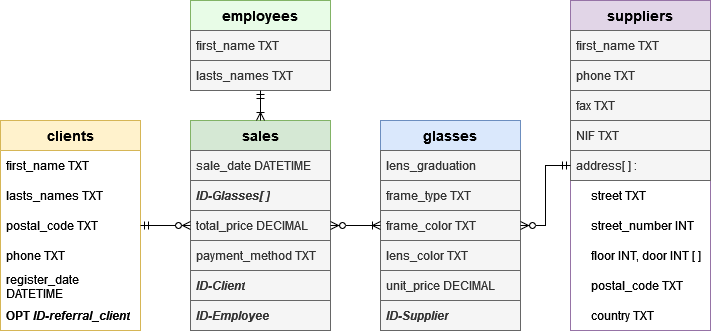 employees
first_name TXT
lasts_names TXT
suppliers
first_name TXT
phone TXT
fax TXT
NIF TXT
address[ ] :
street TXT
street_number INT
floor INT, door INT [ ]
postal_code TXT
country TXT
clients
first_name TXT
lasts_names TXT
postal_code TXT
phone TXT
register_date
DATETIME
OPT ID-referral_client
sales
sale_date DATETIME
ID-Glasses[ ]
total_price DECIMAL
payment_method TXT
ID-Client
ID-Employee
glasses
lens_graduation
frame_type TXT
frame_color TXT
lens_color TXT
unit_price DECIMAL
ID-Supplier